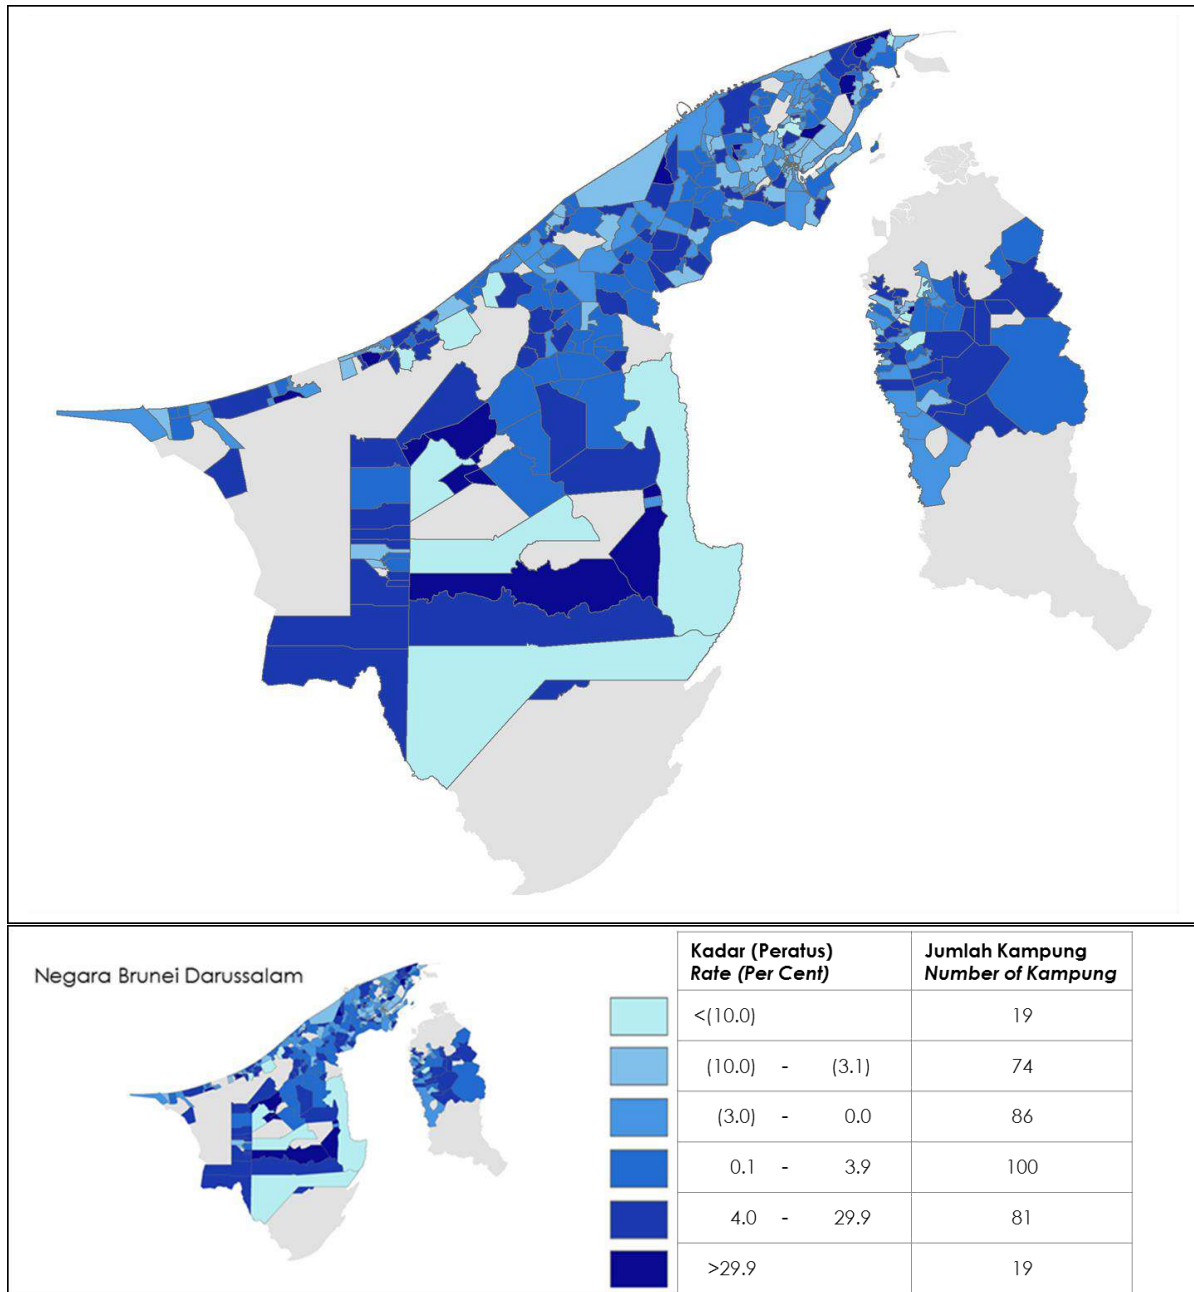 Negara Brunei Darussalam
Kadar (Peratus) Jumlah Kampung
Rate (Per Cent) Number of Kampung
<(10.0) 19
(10.0) - (3.1) 74
(3.0) - 0.0 86
0.1 - 3.9 100
4.0 - 29.9 81
>29.9 19